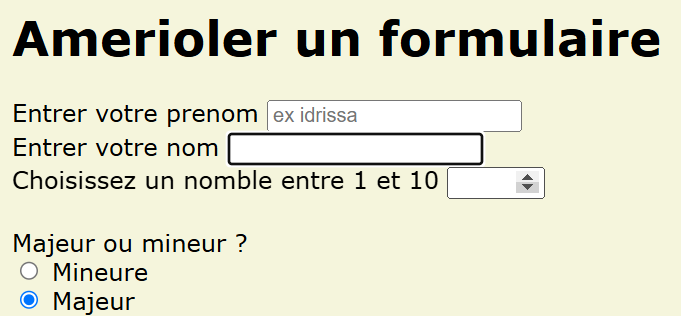 Amerioler un formulaire
Entrer votre prenom ex idrissa
Entrer votre nom
Choisissez un nomble entre 1 et 10
Majeur ou mineur ?
Mineure
Majeur